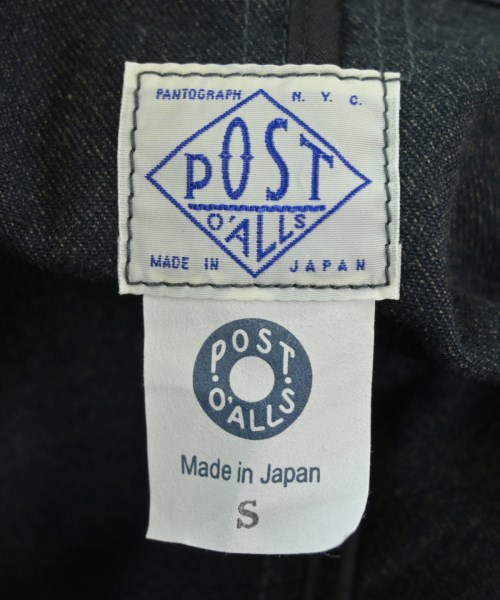 PANTOGRAPH N. Y. C.
POST
O'ALLS
MADE IN JAPAN
POST.
O'ALLS
Made in Japan
S